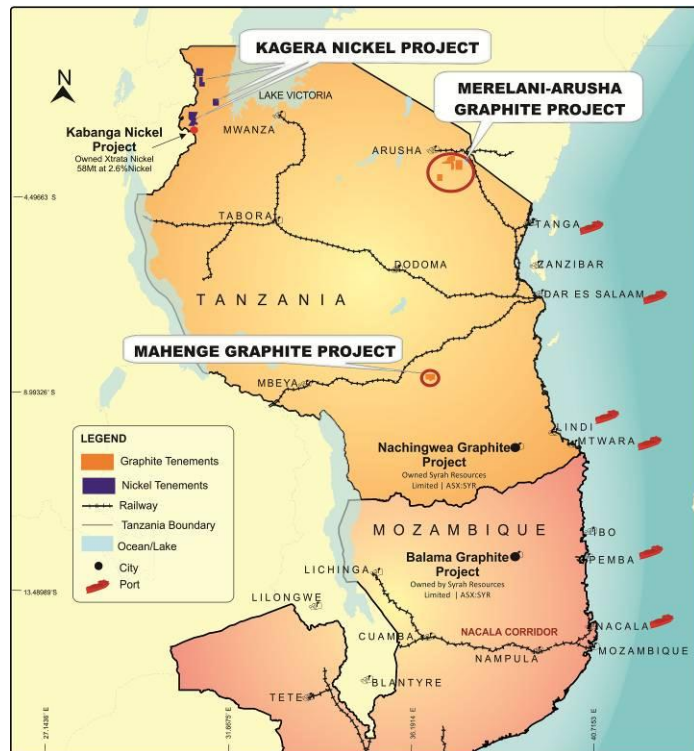 KAGERA NICKEL PROJECT
N
LAKE VICTORIA
MERELANI-ARUSHA
GRAPHITE PROJECT
Kabanga Nickel
Project
Owned Xtrata Nickel
58Mt at 2.6%Nickel
MWANZA
ARUSHA
4.49663 S
TABORA
TANGA
DODOMA
ZANZIBAR
TANZANIA
DAR ES SALAAM
MAHENGE GRAPHITE PROJECT
MBEYA
8.99326° S
LINDI
MTWARA
Nachingwea Graphite
Project
Owned Syrah Resources
Limited | ASX:SYR
LEGEND
Graphite Tenements
Nickel Tenements
Railway
Tanzania Boundary
Ocean/Lake
City
Port
MOZAMBIQUE
IBO
Balama Graphite
Project
Owned by Syrah Resources
Limited | ASX:SYR
PEMBA
LICHINGA
13.48989°S
LILONGWE
CUAMBA
NACALA CORRIDOR
NACALA
NAMPULA
MOZAMBIQUE
BLANTYRE
TETE
27.1436° E
31.6675° E
36.1914 E
40.7153 E